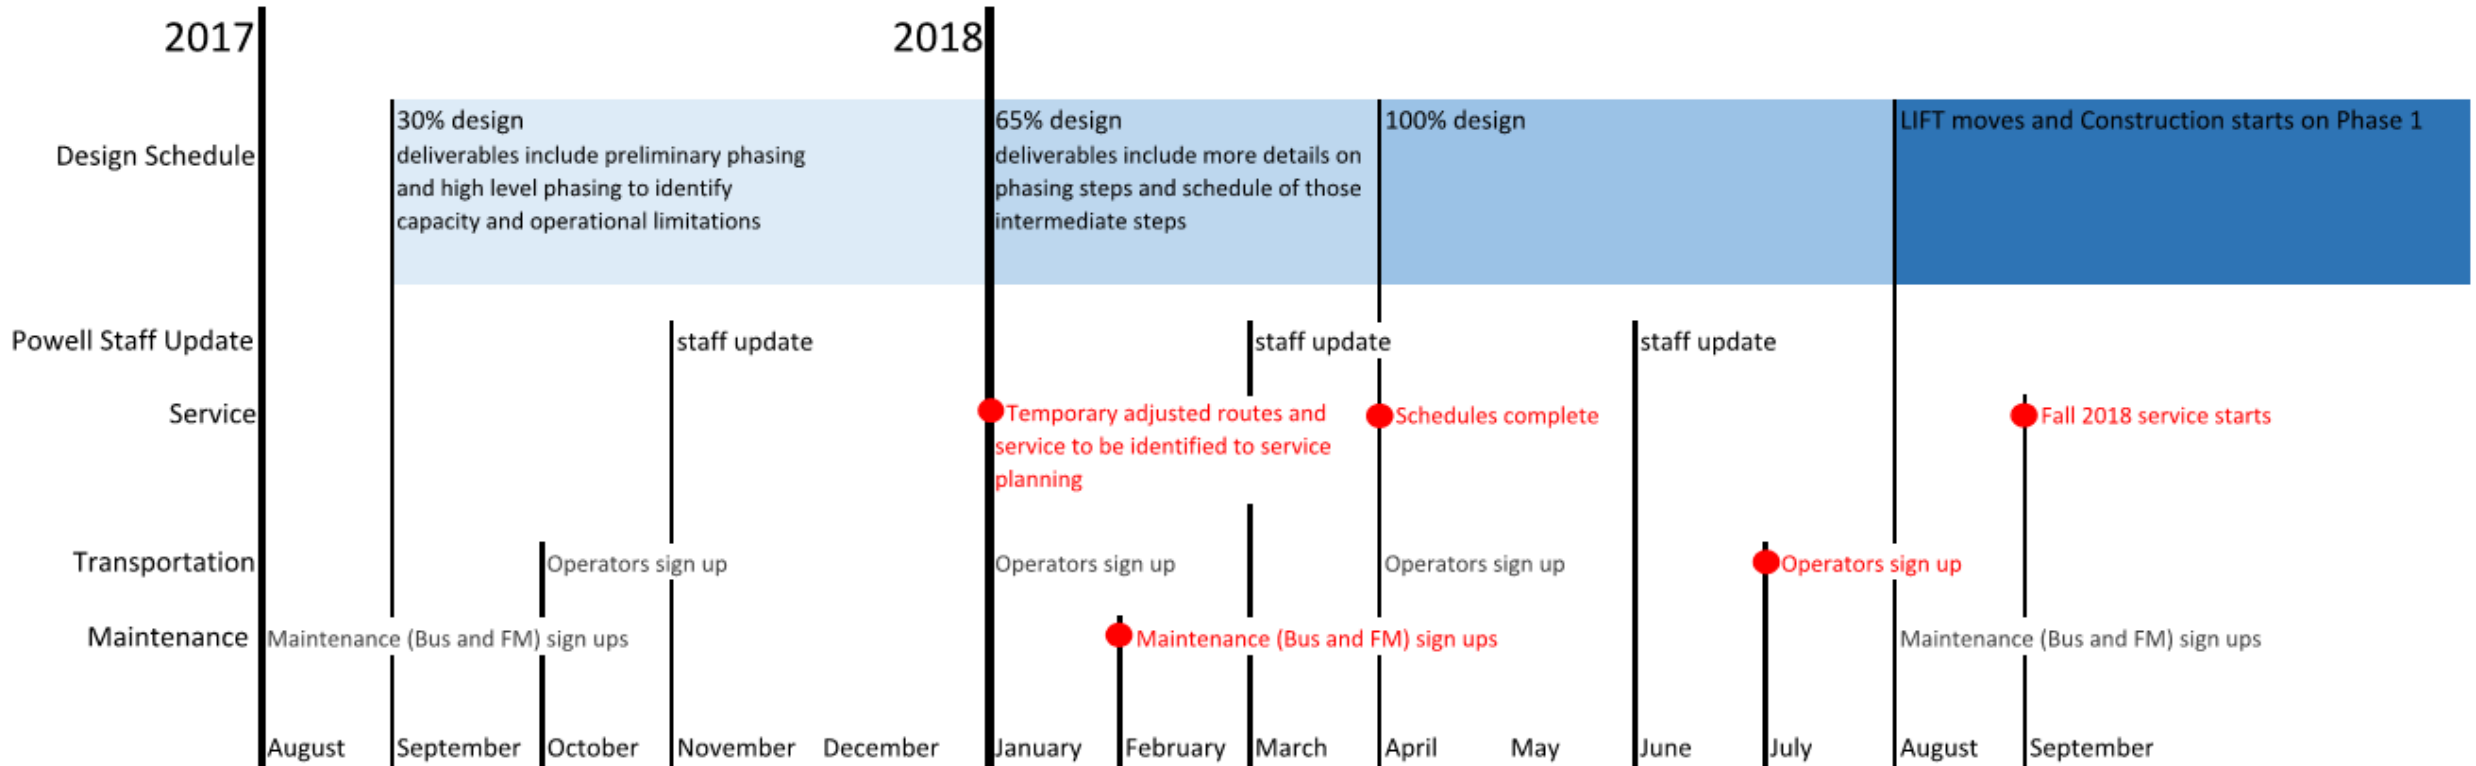 2017
2018
Design Schedule
30% design
deliverables include preliminary phasing
and high level phasing to identify
capacity and operational limitations
65% design
deliverables include more details on
phasing steps and schedule of those
intermediate steps
100% design
LIFT moves and Construction starts on Phase 1
Powell Staff Update
staff update
staff update
staff update
Service
Temporary adjusted routes and
service to be identified to service
planning
Schedules complete
Fall 2018 service starts
Transportation
Operators sign up
Operators sign up
Operators sign up
Operators sign up
Maintenance
Maintenance (Bus and FM) sign ups
Maintenance (Bus and FM) sign ups
Maintenance (Bus and FM) sign ups
August
September
October
November
December
January
February
March
April
May
June
July
August
September